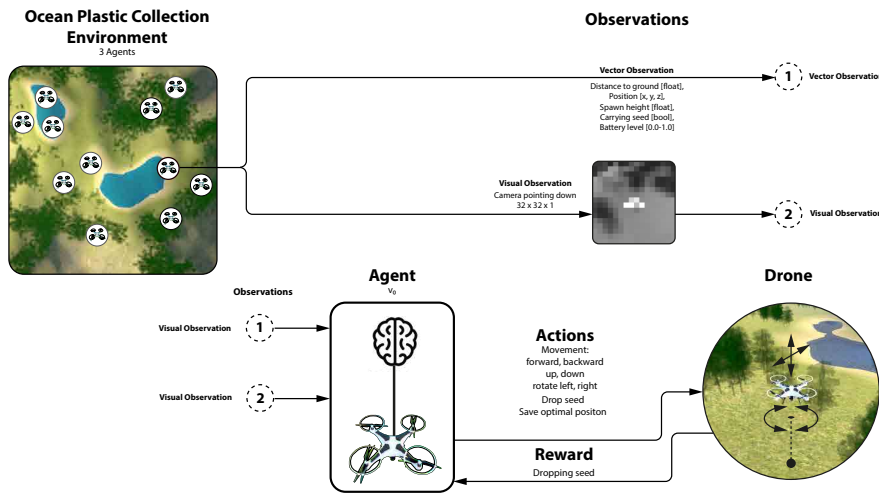 Ocean Plastic Collection
Environment
3 Agents
Observations
Vector Observation
Distance to ground [float],
Position [x, y, z],
Spawn height [float],
Carrying seed [bool],
Battery level [0.0-1.0]
1
Vector Observation
Visual Observation
Camera pointing down
32 x 32 x 1
2
Visual Observation
Agent
v₀
Drone
Observations
Visual Observation
1
Visual Observation
2
Actions
Movement:
forward, backward
up, down
rotate left, right
Drop seed
Save optimal positon
Reward
Dropping seed